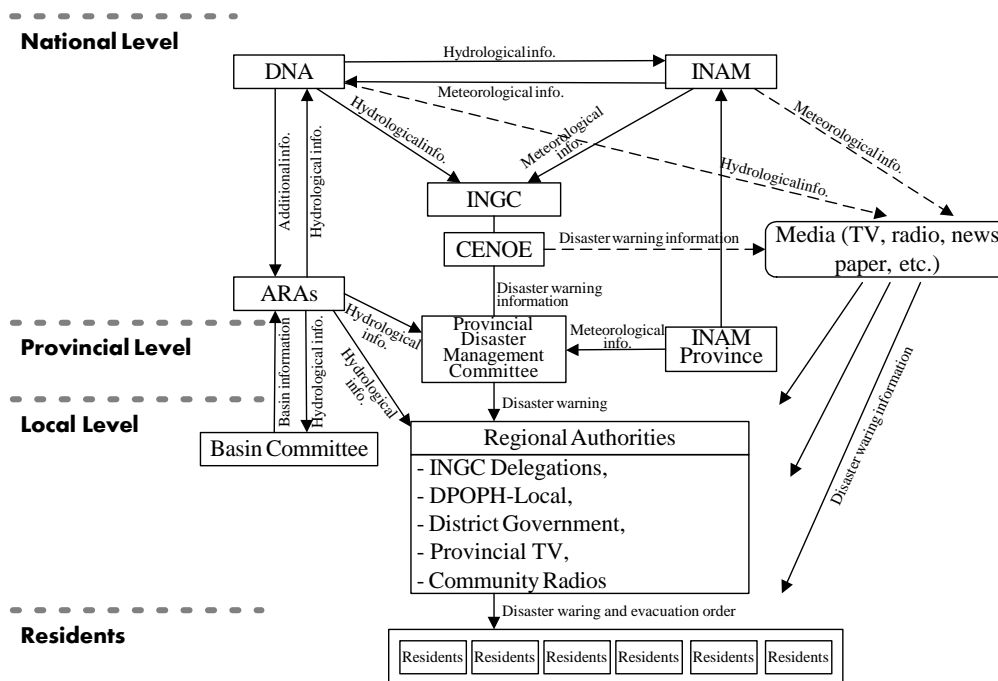 National Level
Hydrological info.
DNA
INAM
Meteorological info.
Hydrological info.
Meteorological
info.
Meteorological info.
Hydrological info.
Additional info.
Hydrological info.
INGC
CENOE
Disaster warning information
Media (TV, radio, news
paper, etc.)
ARAs
Disaster warning
information
Provincial Level
Hydrological
info.
Provincial
Disaster
Management
Committee
Meteorological
info.
INAM
Province
Basin information
Hydrological info.
Hydrological
info.
Local Level
Disaster warning
Disaster waring information
Basin Committee
Regional Authorities
- INGC Delegations,
- DPOPH-Local,
- District Government,
- Provincial TV,
- Community Radios
Disaster waring and evacuation order
Residents
Residents
Residents
Residents
Residents
Residents
Residents